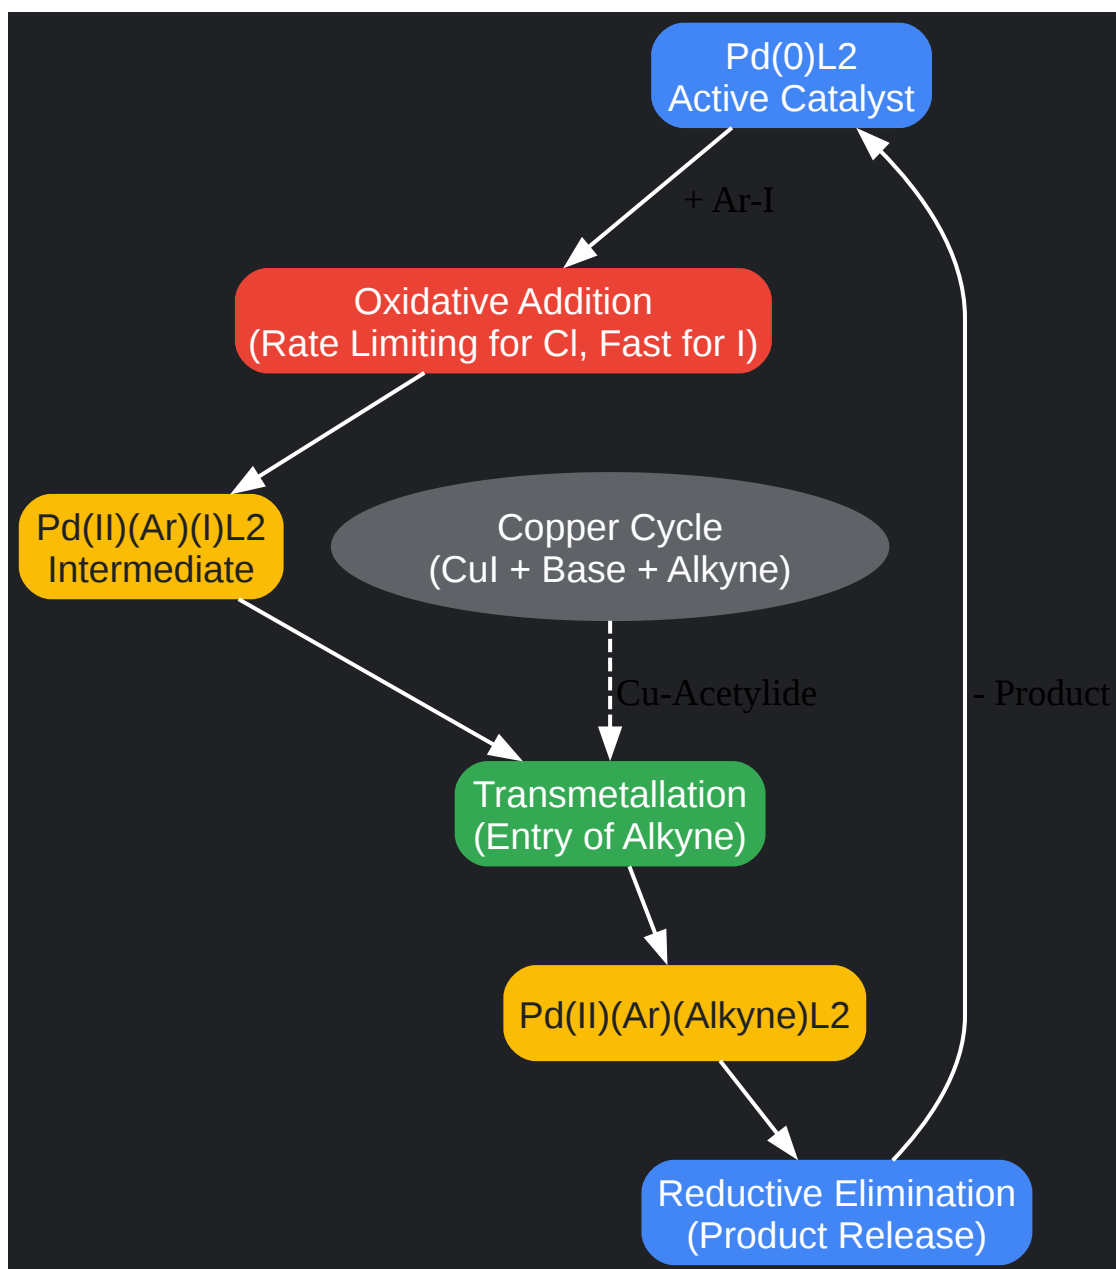 Pd(0)L2
Active Catalyst
+ Ar-I
Oxidative Addition
(Rate Limiting for Cl, Fast for I)
Pd(II)(Ar)(I)L2
Intermediate
Copper Cycle
(CuI + Base + Alkyne)
Cu-Acetylide
- Product
Transmetallation
(Entry of Alkyne)
Pd(II)(Ar)(Alkyne)L2
Reductive Elimination
(Product Release)